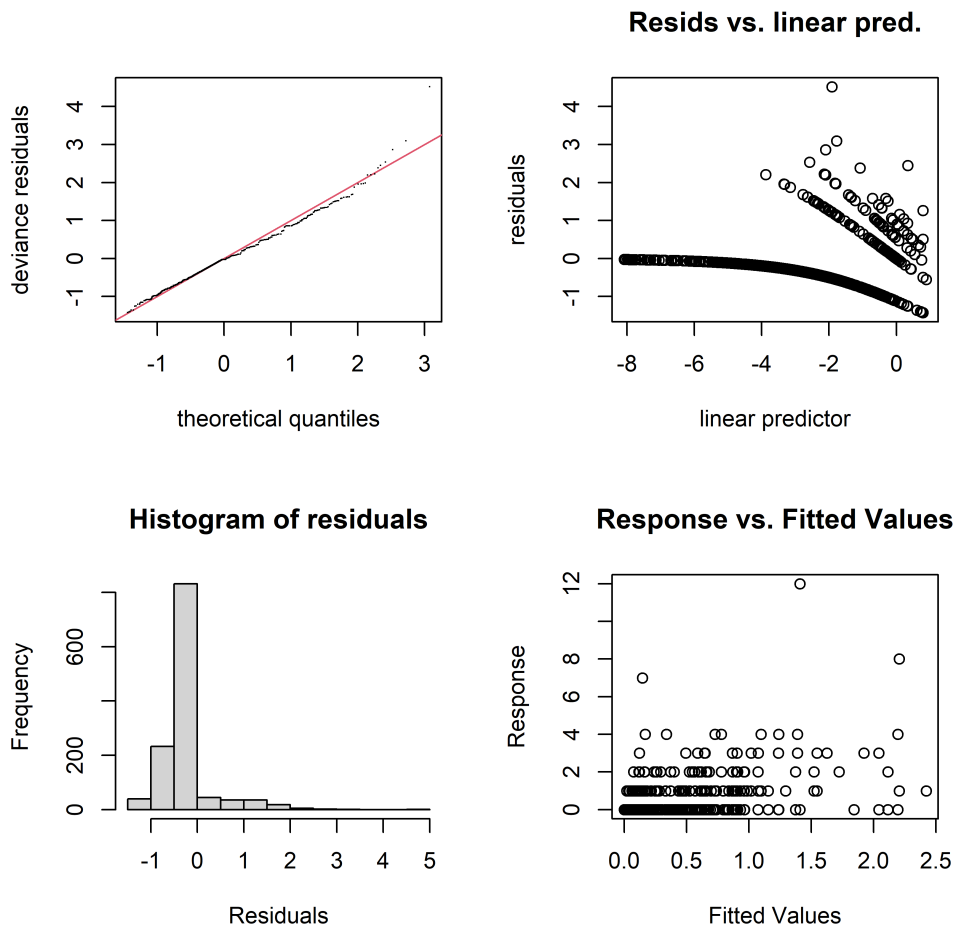 deviance residuals
-1 0 1 2 3 4
-1 0 1 2 3
theoretical quantiles
Resids vs. linear pred.
residuals
-1 0 1 2 3 4
-8 -6 -4 -2 0
linear predictor
Histogram of residuals
Frequency
0 200 600
-1 0 1 2 3 4 5
Residuals
Response vs. Fitted Values
Response
0 2 4 8 12
0.0 0.5 1.0 1.5 2.0 2.5
Fitted Values